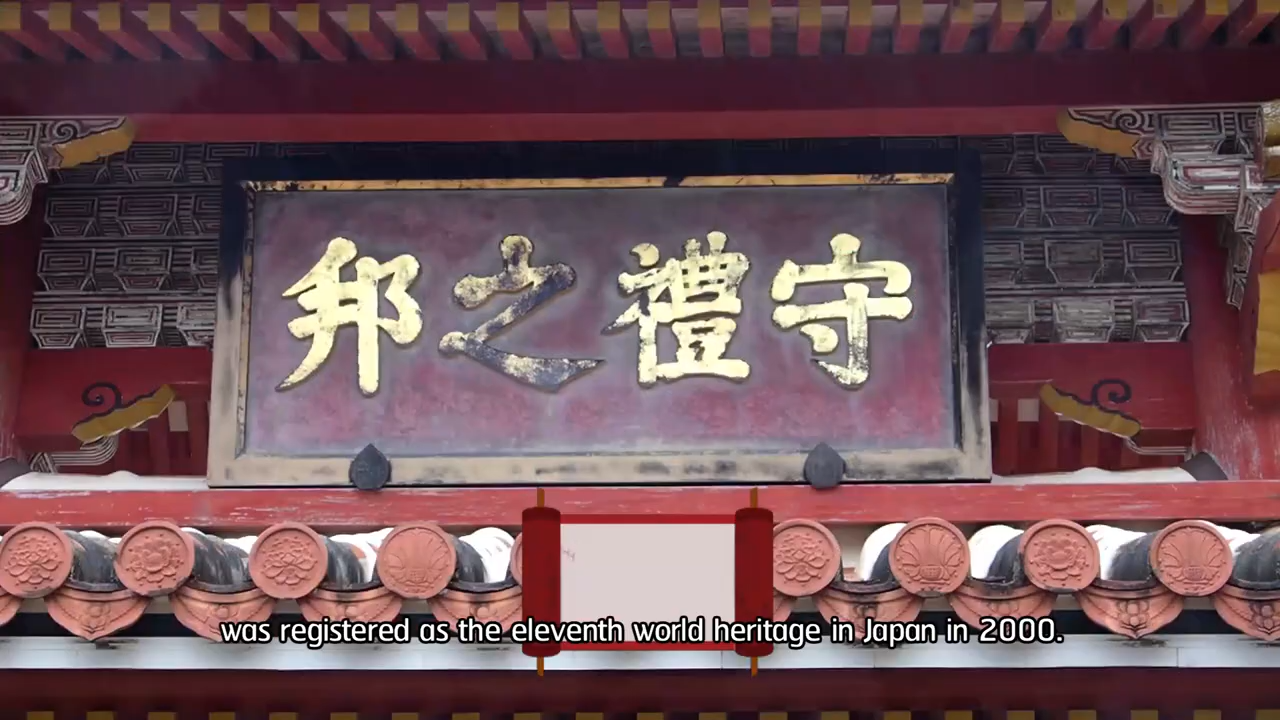 守禮之邦
was registered as the eleventh world heritage in Japan in 2000.